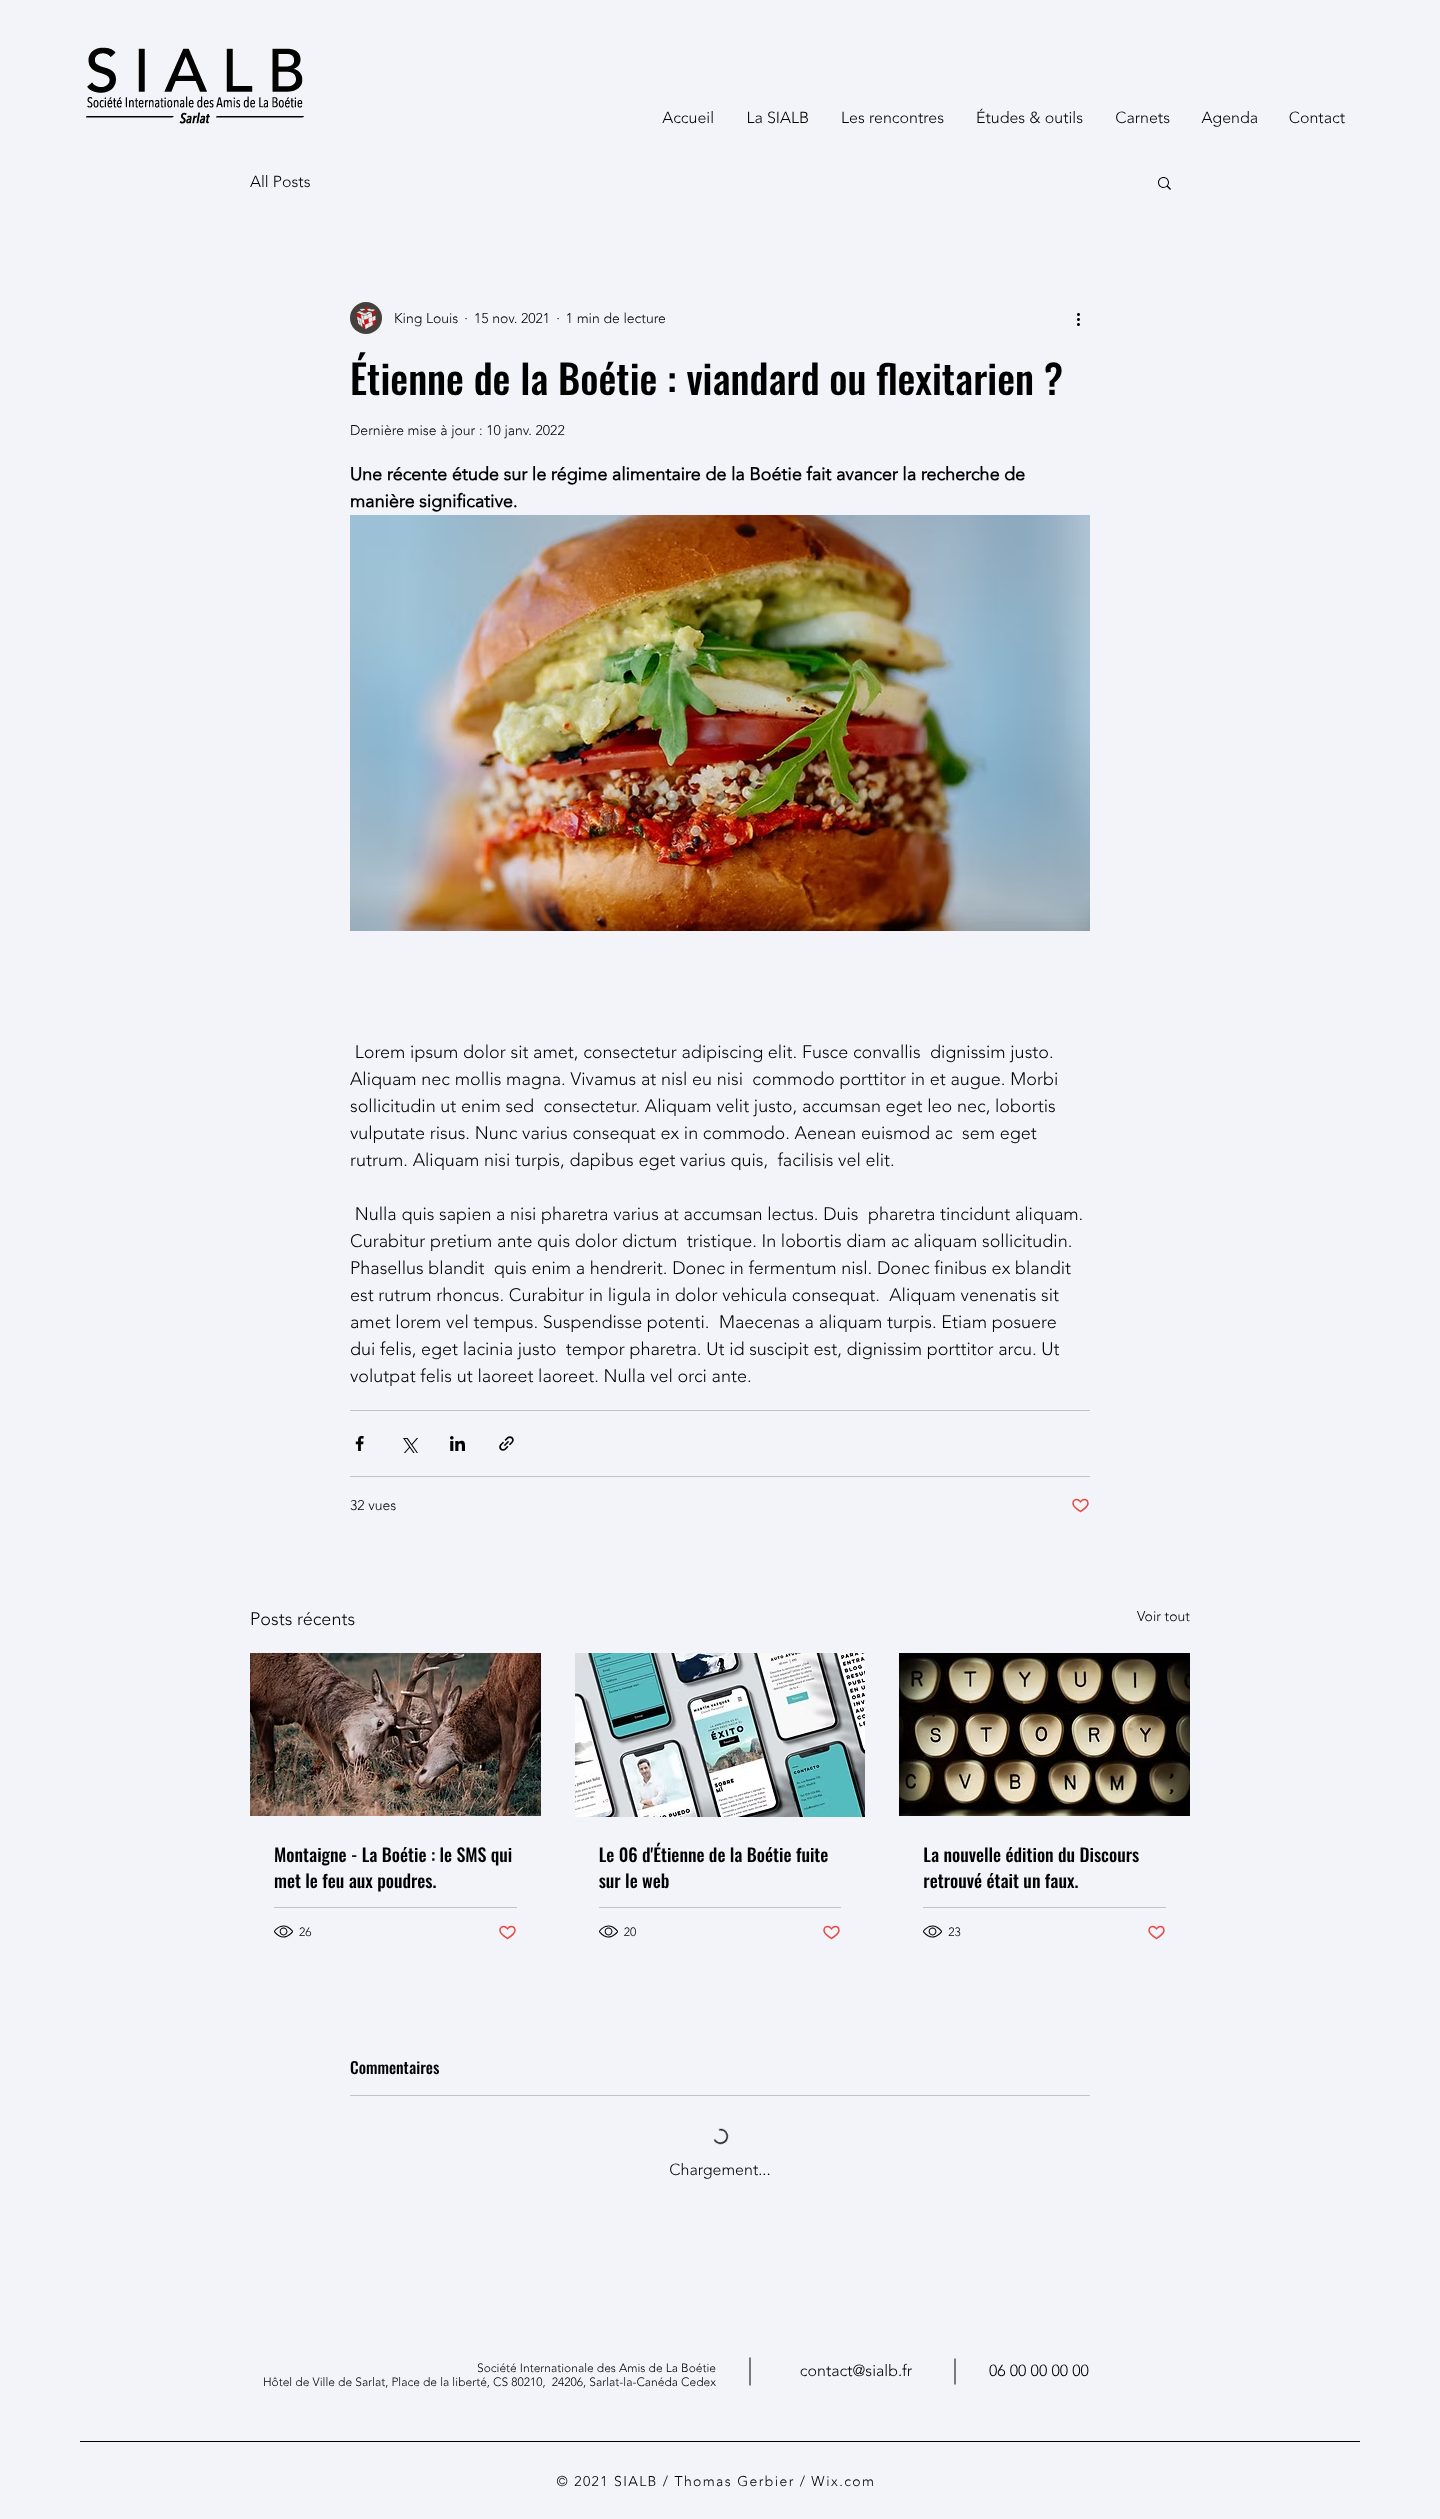 SIALB
Société Internationale des Amis de La Boétie
Sarlat
Accueil La SIALB Les rencontres Études & outils Carnets Agenda Contact
All Posts
King Louis · 15 nov. 2021 · 1 min de lecture
Étienne de la Boétie : viandard ou flexitarien ?
Dernière mise à jour : 10 janv. 2022
Une récente étude sur le régime alimentaire de la Boétie fait avancer la recherche de
manière significative.
Lorem ipsum dolor sit amet, consectetur adipiscing elit. Fusce convallis  dignissim justo.
Aliquam nec mollis magna. Vivamus at nisl eu nisi  commodo porttitor in et augue. Morbi
sollicitudin ut enim sed  consectetur. Aliquam velit justo, accumsan eget leo nec, lobortis
vulputate risus. Nunc varius consequat ex in commodo. Aenean euismod ac  sem eget
rutrum. Aliquam nisi turpis, dapibus eget varius quis,  facilisis vel elit.
Nulla quis sapien a nisi pharetra varius at accumsan lectus. Duis  pharetra tincidunt aliquam.
Curabitur pretium ante quis dolor dictum  tristique. In lobortis diam ac aliquam sollicitudin.
Phasellus blandit  quis enim a hendrerit. Donec in fermentum nisl. Donec finibus ex blandit
est rutrum rhoncus. Curabitur in ligula in dolor vehicula consequat.  Aliquam venenatis sit
amet lorem vel tempus. Suspendisse potenti.  Maecenas a aliquam turpis. Etiam posuere
dui felis, eget lacinia justo  tempor pharetra. Ut id suscipit est, dignissim porttitor arcu. Ut
volutpat felis ut laoreet laoreet. Nulla vel orci ante.
32 vues
Posts récents
Voir tout
MARTÍN VÁZQUEZ
ÉXITO
SOBRE
MÍ
CONTACTO
R T Y U I
S T O R Y
C V B N M ;
Montaigne - La Boétie : le SMS qui
met le feu aux poudres.
26
Le 06 d'Étienne de la Boétie fuite
sur le web
20
La nouvelle édition du Discours
retrouvé était un faux.
23
Commentaires
Chargement...
Société Internationale des Amis de La Boétie
Hôtel de Ville de Sarlat, Place de la liberté, CS 80210,  24206, Sarlat-la-Canéda Cedex
contact@sialb.fr
06 00 00 00 00
© 2021 SIALB / Thomas Gerbier / Wix.com